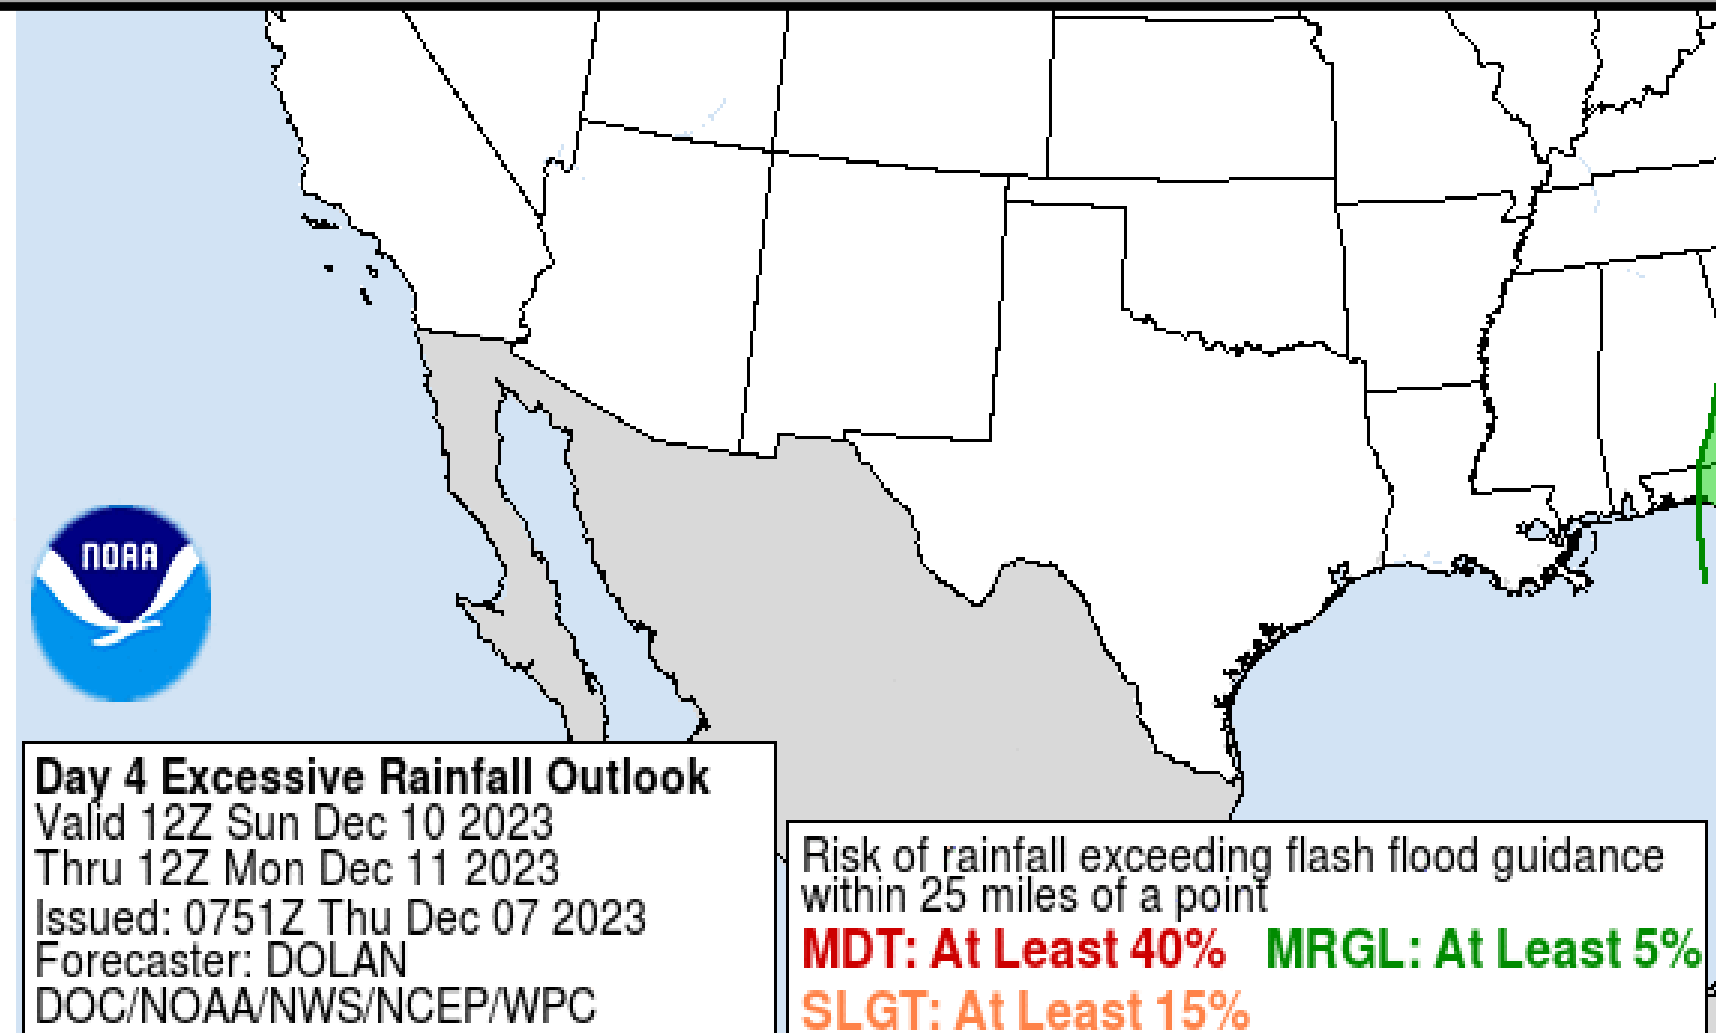 NOAA
Day 4 Excessive Rainfall Outlook
Valid 12Z Sun Dec 10 2023
Thru 12Z Mon Dec 11 2023
Issued: 0751Z Thu Dec 07 2023
Forecaster: DOLAN
DOC/NOAA/NWS/NCEP/WPC
Risk of rainfall exceeding flash flood guidance
within 25 miles of a point
MDT: At Least 40% MRGL: At Least 5%
SLGT: At Least 15%